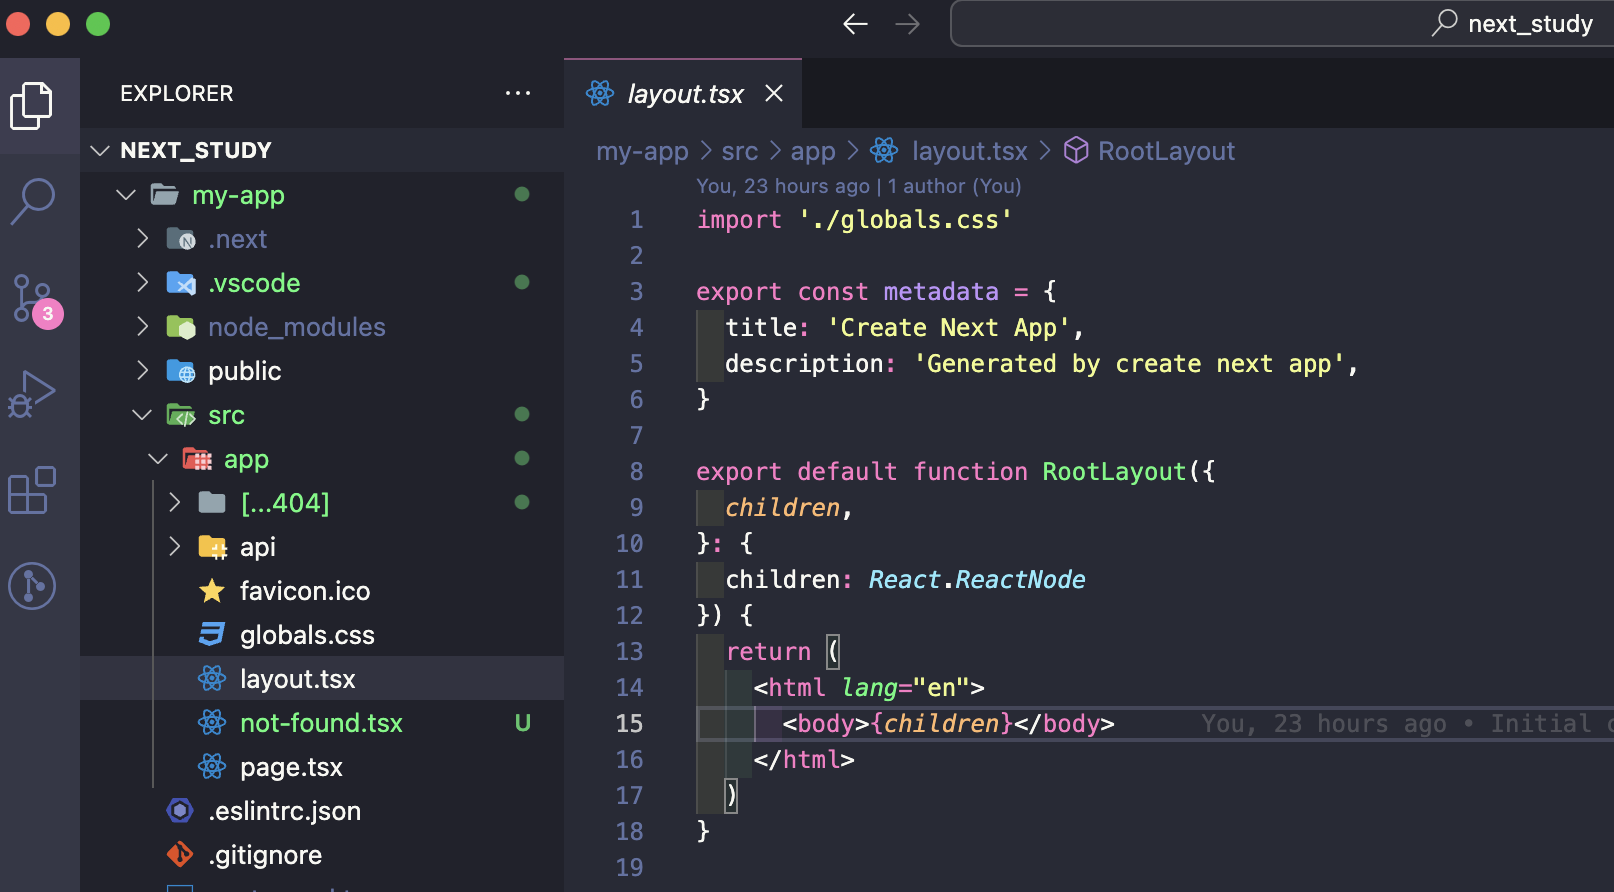 next_study
EXPLORER
layout.tsx
NEXT_STUDY
my-app
.next
.vscode
node_modules
public
src
app
[...404]
api
favicon.ico
globals.css
layout.tsx
not-found.tsx U
page.tsx
.eslintrc.json
.gitignore
3
my-app > src > app > layout.tsx > RootLayout
You, 23 hours ago | 1 author (You)
1 import './globals.css'
2
3 export const metadata = {
4 title: 'Create Next App',
5 description: 'Generated by create next app',
6 }
7
8 export default function RootLayout({
9 children,
10 }: {
11 children: React.ReactNode
12 }) {
13 return (
14 <html lang="en">
15 <body>{children}</body> You, 23 hours ago • Initial
16 </html>
17 )
18 }
19